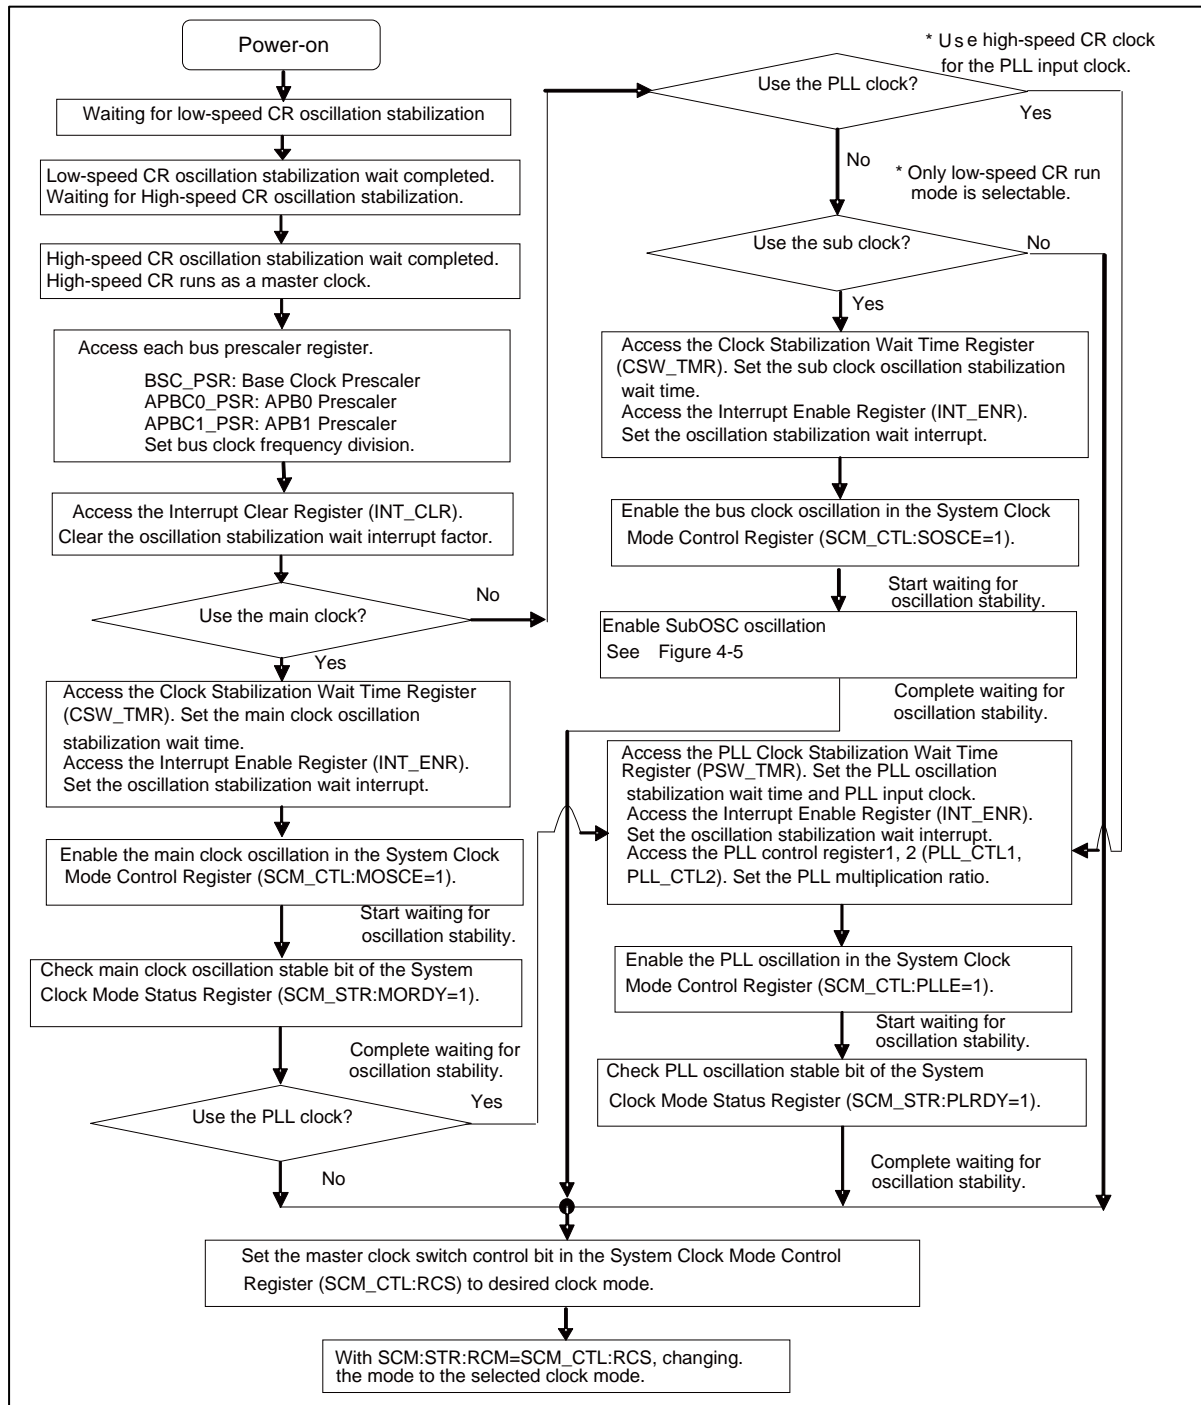 Power-on
Waiting for low-speed CR oscillation stabilization
Low-speed CR oscillation stabilization wait completed.
Waiting for High-speed CR oscillation stabilization.
High-speed CR oscillation stabilization wait completed.
High-speed CR runs as a master clock.
Access each bus prescaler register.
BSC_PSR: Base Clock Prescaler
APBC0_PSR: APB0 Prescaler
APBC1_PSR: APB1 Prescaler
Set bus clock frequency division.
Access the Interrupt Clear Register (INT_CLR).
Clear the oscillation stabilization wait interrupt factor.
Use the main clock?
No
Yes
Access the Clock Stabilization Wait Time Register
(CSW_TMR). Set the main clock oscillation
stabilization wait time.
Access the Interrupt Enable Register (INT_ENR).
Set the oscillation stabilization wait interrupt.
Enable the main clock oscillation in the System Clock
Mode Control Register (SCM_CTL:MOSCE=1).
Start waiting for
oscillation stability.
Check main clock oscillation stable bit of the System
Clock Mode Status Register (SCM_STR:MORDY=1).
Complete waiting for
oscillation stability.
Use the PLL clock?
Yes
No
* Use high-speed CR clock
for the PLL input clock.
Use the PLL clock?
Yes
No
* Only low-speed CR run
mode is selectable.
Use the sub clock?
No
Yes
Access the Clock Stabilization Wait Time Register
(CSW_TMR). Set the sub clock oscillation stabilization
wait time.
Access the Interrupt Enable Register (INT_ENR).
Set the oscillation stabilization wait interrupt.
Enable the bus clock oscillation in the System Clock
Mode Control Register (SCM_CTL:SOSCE=1).
Start waiting for
oscillation stability.
Enable SubOSC oscillation
See Figure 4-5
Complete waiting for
oscillation stability.
Access the PLL Clock Stabilization Wait Time
Register (PSW_TMR). Set the PLL oscillation
stabilization wait time and PLL input clock.
Access the Interrupt Enable Register (INT_ENR).
Set the oscillation stabilization wait interrupt.
Access the PLL control register1, 2 (PLL_CTL1,
PLL_CTL2). Set the PLL multiplication ratio.
Enable the PLL oscillation in the System Clock
Mode Control Register (SCM_CTL:PLLE=1).
Start waiting for
oscillation stability.
Check PLL oscillation stable bit of the System
Clock Mode Status Register (SCM_STR:PLRDY=1).
Complete waiting for
oscillation stability.
Set the master clock switch control bit in the System Clock Mode Control
Register (SCM_CTL:RCS) to desired clock mode.
With SCM:STR:RCM=SCM_CTL:RCS, changing.
the mode to the selected clock mode.